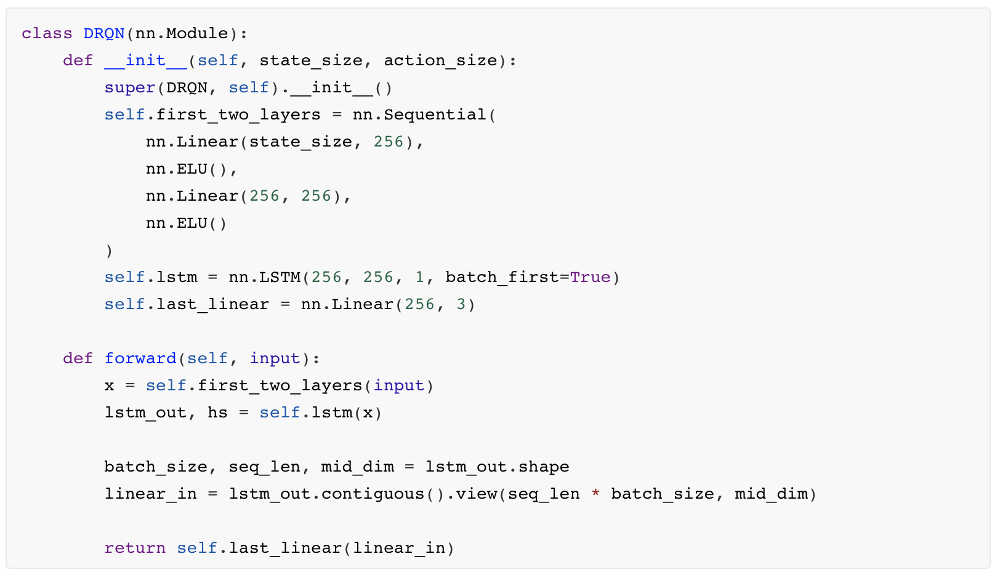 class DRQN(nn.Module):
    def __init__(self, state_size, action_size):
        super(DRQN, self).__init__()
        self.first_two_layers = nn.Sequential(
            nn.Linear(state_size, 256),
            nn.ELU(),
            nn.Linear(256, 256),
            nn.ELU()
        )
        self.lstm = nn.LSTM(256, 256, 1, batch_first=True)
        self.last_linear = nn.Linear(256, 3)

    def forward(self, input):
        x = self.first_two_layers(input)
        lstm_out, hs = self.lstm(x)

        batch_size, seq_len, mid_dim = lstm_out.shape
        linear_in = lstm_out.contiguous().view(seq_len * batch_size, mid_dim)

        return self.last_linear(linear_in)